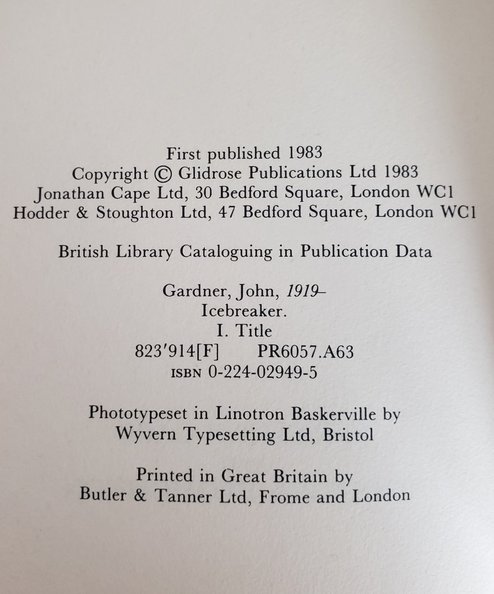 First published 1983
Copyright © Glidrose Publications Ltd 1983
Jonathan Cape Ltd, 30 Bedford Square, London WC1
Hodder & Stoughton Ltd, 47 Bedford Square, London WC1
British Library Cataloguing in Publication Data
Gardner, John, 1919–
Icebreaker.
I. Title
823′914[F] PR6057.A63
ISBN 0-224-02949-5
Phototypeset in Linotron Baskerville by
Wyvern Typesetting Ltd, Bristol
Printed in Great Britain by
Butler & Tanner Ltd, Frome and London